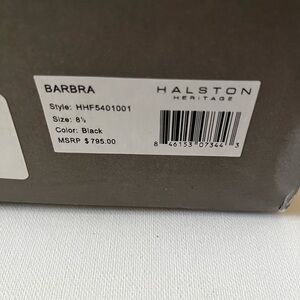 BARBRA
HALSTON
HERITAGE
Style: HHF5401001
Size: 8½
Color: Black
MSRP $795.00
8 46153 07344 3